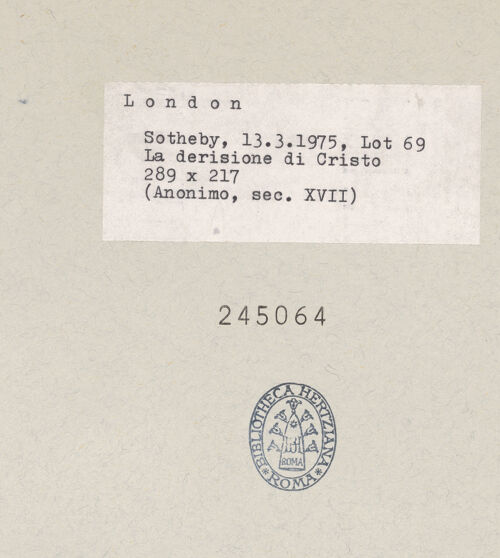 London
Sotheby, 13.3.1975, Lot 69
La derisione di Cristo
289 x 217
(Anonimo, sec. XVII)
245064
BIBLIOTHECA HERTZIANA
ROMA
ROMA